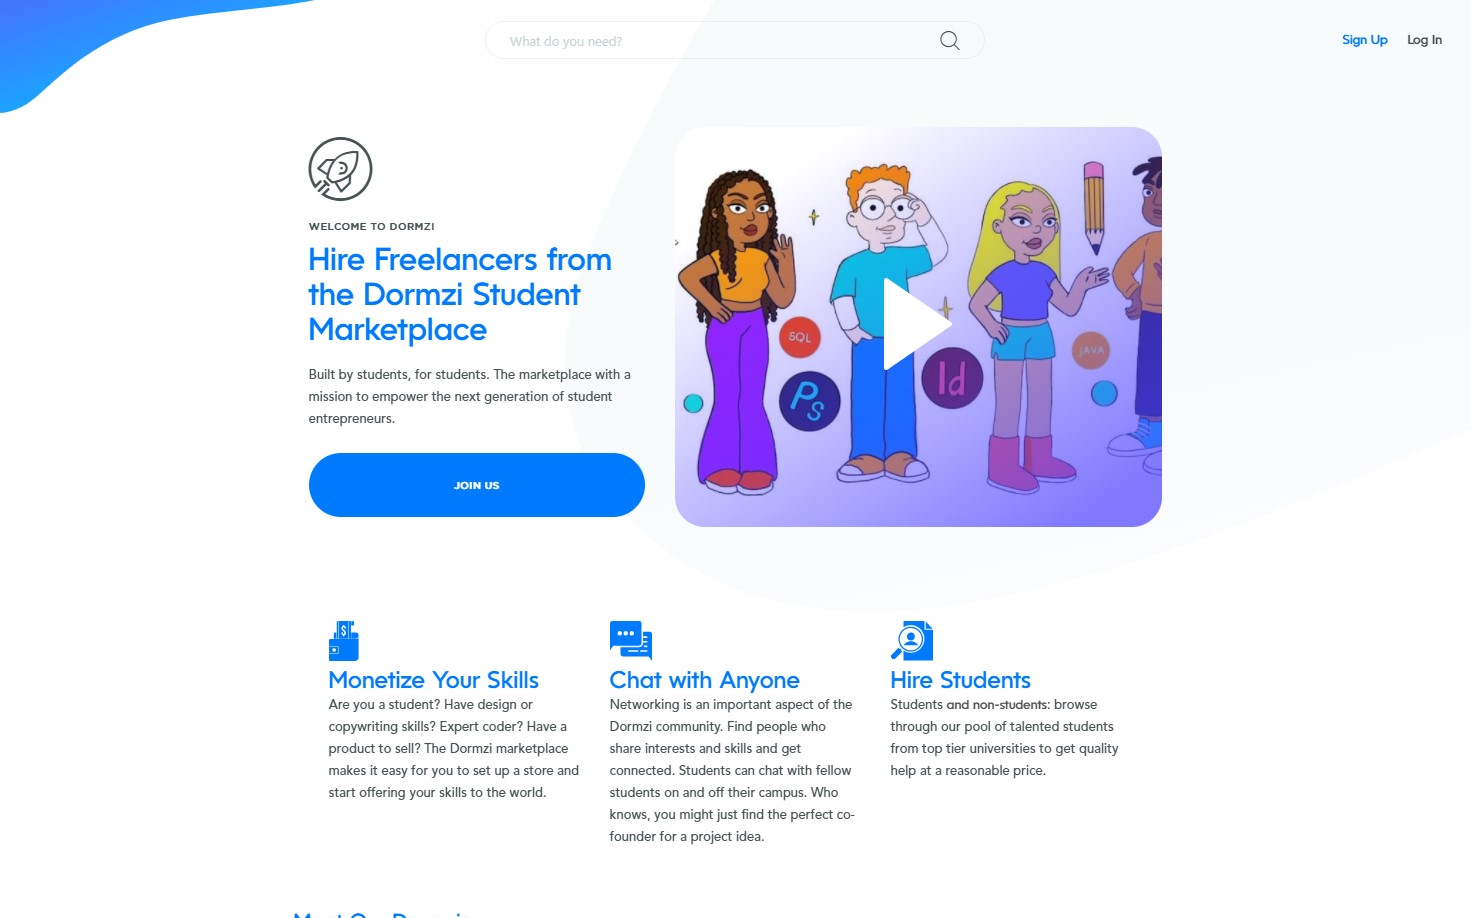 What do you need?
Sign Up
Log In
WELCOME TO DORMZI
Hire Freelancers from
the Dormzi Student
Marketplace
Built by students, for students. The marketplace with a
mission to empower the next generation of student
entrepreneurs.
JOIN US
SQL
JAVA
Id
Ps
Monetize Your Skills
Are you a student? Have design or
copywriting skills? Expert coder? Have a
product to sell? The Dormzi marketplace
makes it easy for you to set up a store and
start offering your skills to the world.
Chat with Anyone
Networking is an important aspect of the
Dormzi community. Find people who
share interests and skills and get
connected. Students can chat with fellow
students on and off their campus. Who
knows, you might just find the perfect co-
founder for a project idea.
Hire Students
Students and non-students: browse
through our pool of talented students
from top tier universities to get quality
help at a reasonable price.